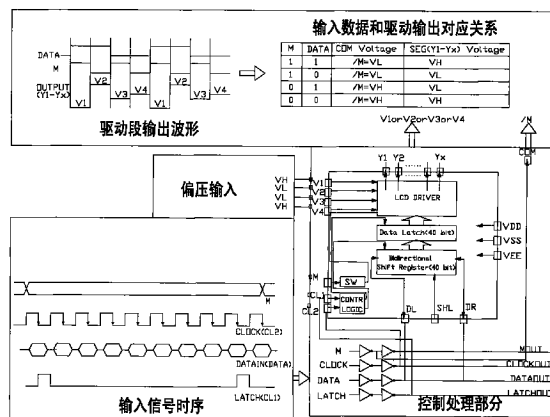 输入数据和驱动输出对应关系
M DATA COM Voltage SEG(Y1-Yx) Voltage
1 1 /M=VL VH
1 0 /M=VL VL
0 1 /M=VH VL
0 0 /M=VH VH
DATA
M
OUTPUT
(Y1-Yx)
V1 V2 V3 V4 V1 V2 V3 V4
驱动段输出波形
V1orV2orV3orV4
/M
COM
偏压输入
VH
VL
VL
VH
V1
V2
V3
V4
Y1 Y2 Yx
LCD DRIVER
Data Latch(40 bit)
Bidirectional
Shift Register(40 bit)
VDD
VSS
VEE
M
SW
CL
CL2
CONTR
LOGIC
DL SHL DR
M
CLOCK(CL2)
DATAIN(DATA)
LATCH(CL1)
输入信号时序
M MOUT
CLOCK CLOCKOUT
DATA DATAOUT
LATCH LATCHOUT
控制处理部分